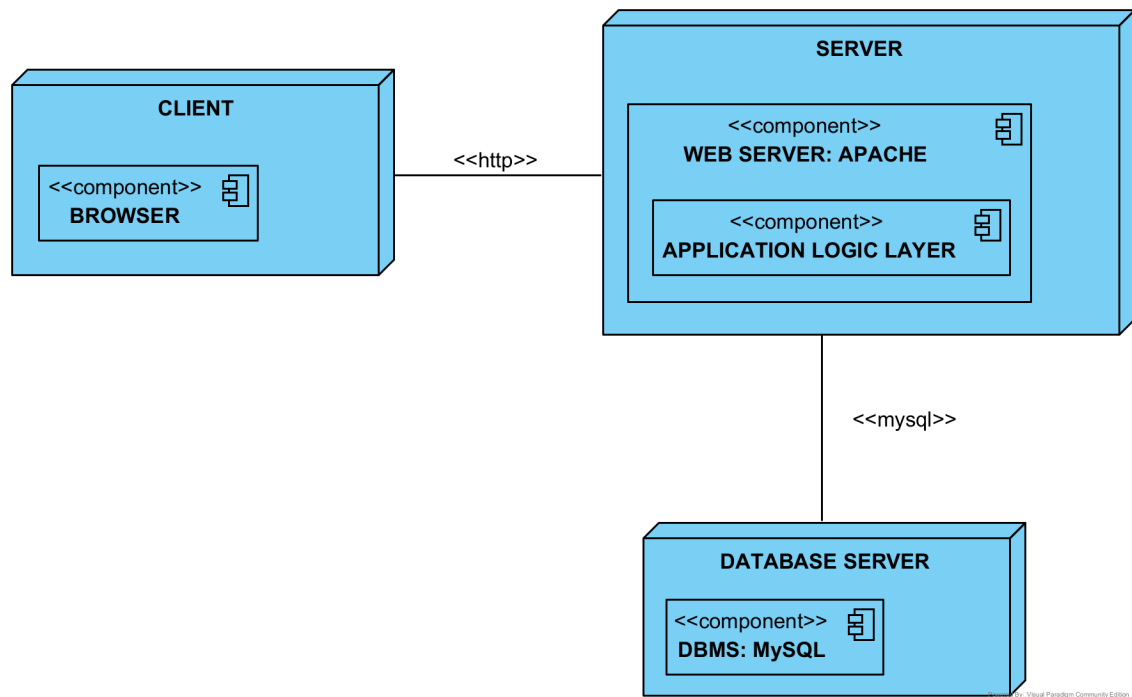 SERVER
CLIENT
<<component>>
WEB SERVER: APACHE
<<http>>
<<component>>
BROWSER
<<component>>
APPLICATION LOGIC LAYER
<<mysql>>
DATABASE SERVER
<<component>>
DBMS: MySQL
By: Visual Paradigm Community Edition